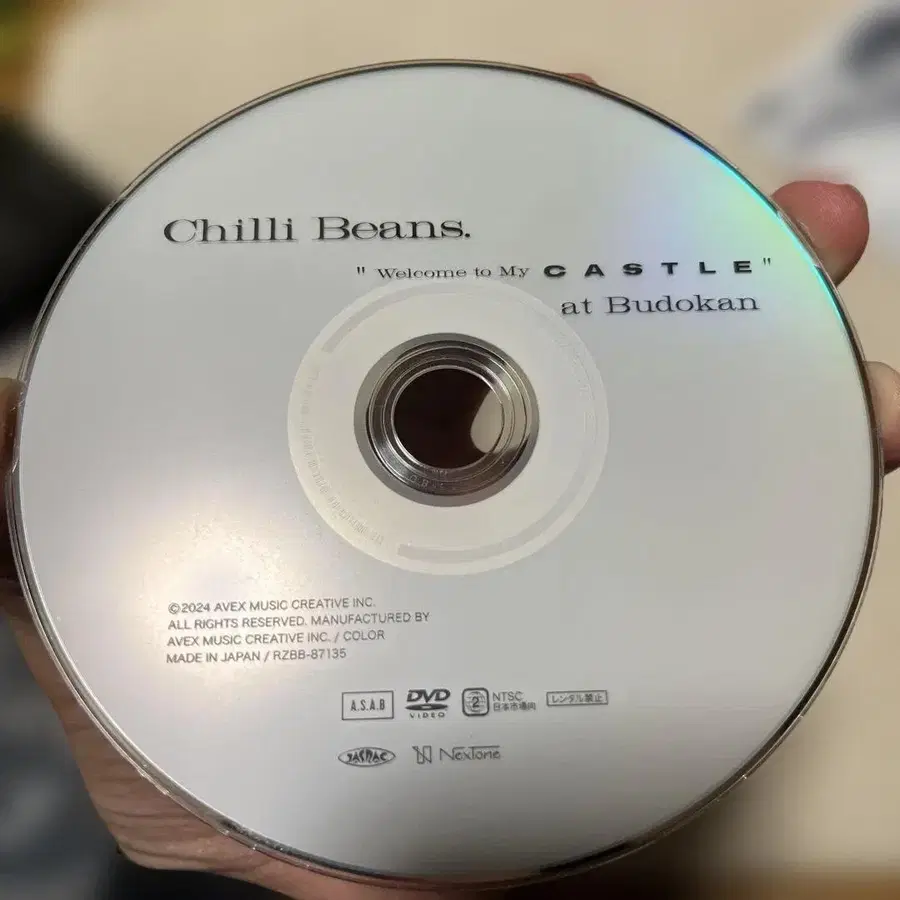 Chilli Beans.
" Welcome to My CASTLE "
at Budokan
©2024 AVEX MUSIC CREATIVE INC.
ALL RIGHTS RESERVED. MANUFACTURED BY
AVEX MUSIC CREATIVE INC. / COLOR
MADE IN JAPAN / RZBB-87135
A.S.A.B DVD VIDEO 2 NTSC 日本市場向 レンタル禁止
JASRAC NexTone